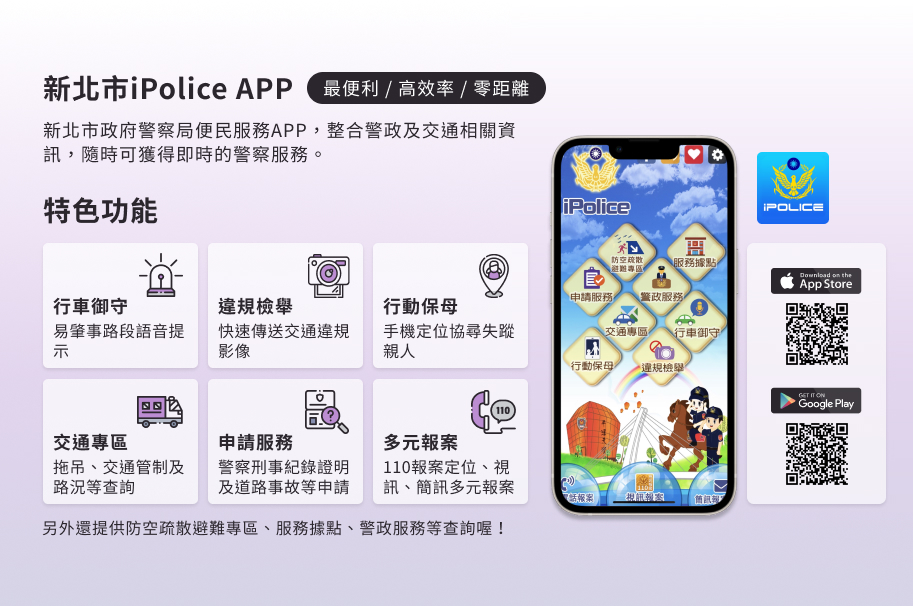 新北市iPolice APP
最便利 / 高效率 / 零距離
新北市政府警察局便民服務APP，整合警政及交通相關資
訊，隨時可獲得即時的警察服務。
特色功能
行車御守
易肇事路段語音提
示
違規檢舉
快速傳送交通違規
影像
行動保母
手機定位協尋失蹤
親人
交通專區
拖吊、交通管制及
路況等查詢
申請服務
警察刑事紀錄證明
及道路事故等申請
110
多元報案
110報案定位、視
訊、簡訊多元報案
另外還提供防空疏散避難專區、服務據點、警政服務等查詢喔！
iPolice
防空疏散
避難專區
服務據點
申請服務
警政服務
交通專區
行車御守
行動保母
違規檢舉
話報案
視訊報案
簡訊報
iPOLICE
Download on the
App Store
GET IT ON
Google Play